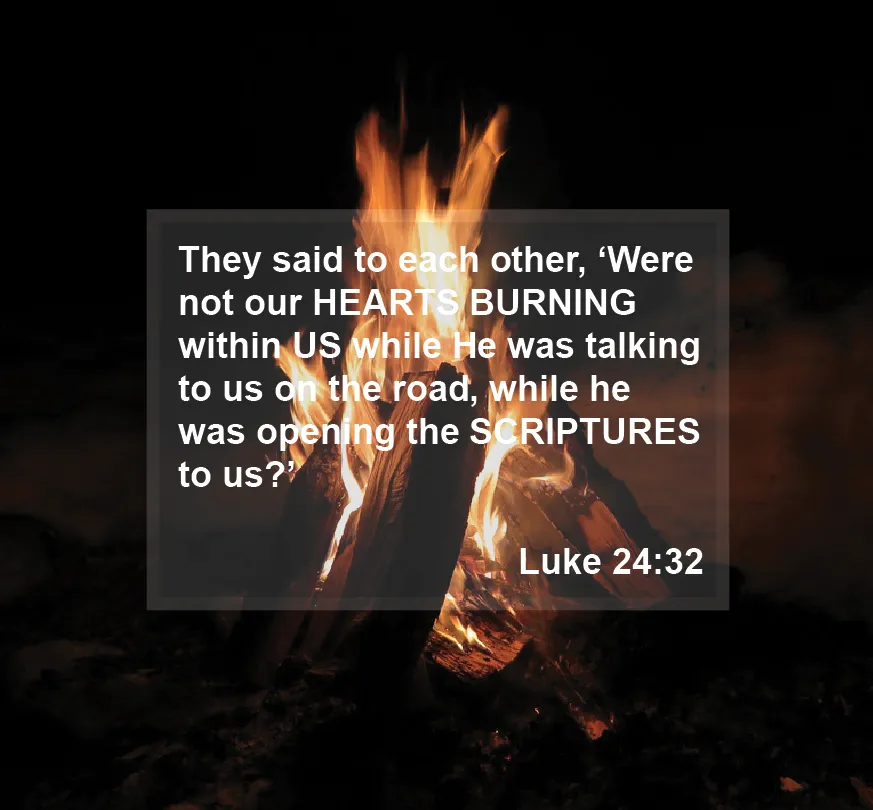 They said to each other, ‘Were
not our HEARTS BURNING
within US while He was talking
to us on the road, while he
was opening the SCRIPTURES
to us?’
Luke 24:32